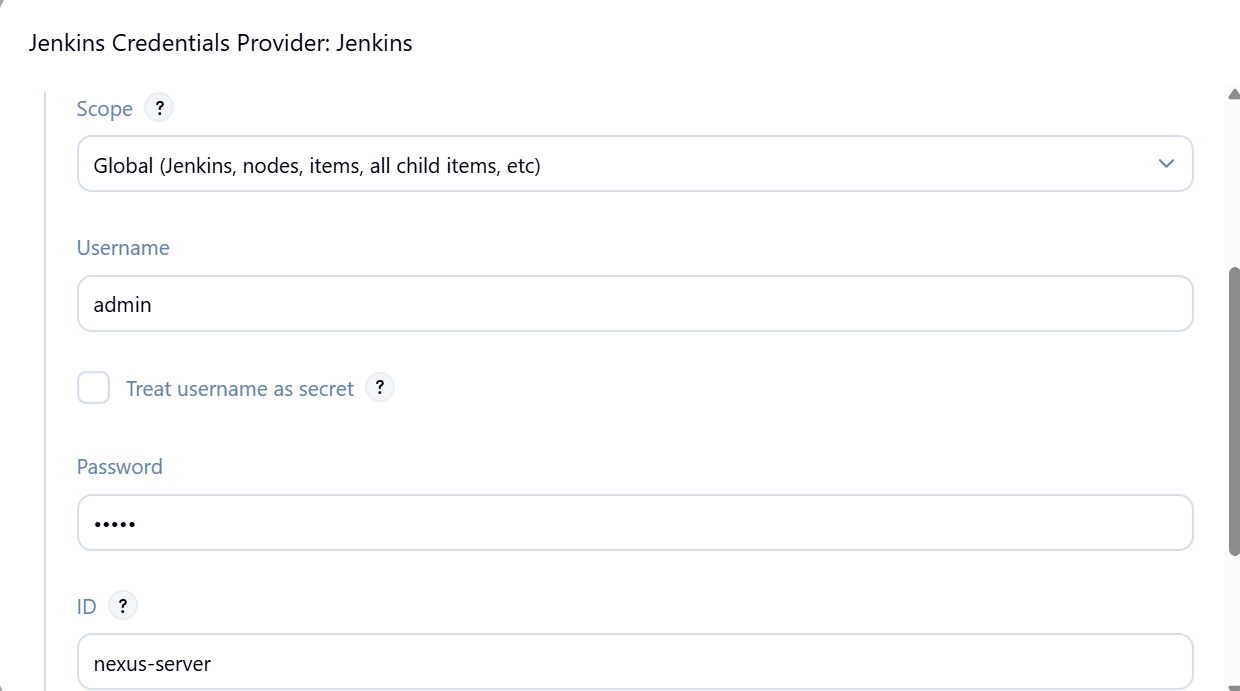 Jenkins Credentials Provider: Jenkins
Scope ?
Global (Jenkins, nodes, items, all child items, etc)
Username
admin
Treat username as secret ?
Password
•••••
ID ?
nexus-server